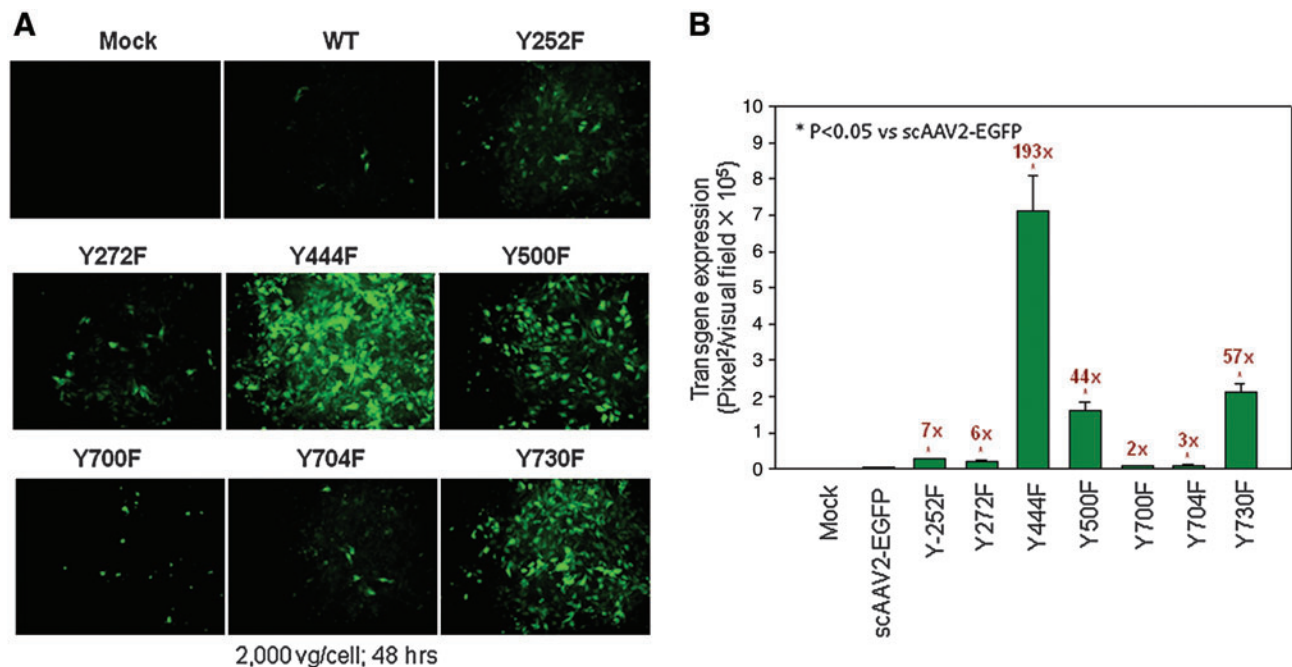 A
Mock WT Y252F
Y272F Y444F Y500F
Y700F Y704F Y730F
2,000 vg/cell; 48 hrs
B
Transgene expression
(Pixel²/visual field × 10⁵)
10
9
8
7
6
5
4
3
2
1
0
* P<0.05 vs scAAV2-EGFP
7x
*
6x
*
193x
*
44x
*
2x
*
3x
*
57x
*
Mock
scAAV2-EGFP
Y-252F
Y272F
Y444F
Y500F
Y700F
Y704F
Y730F